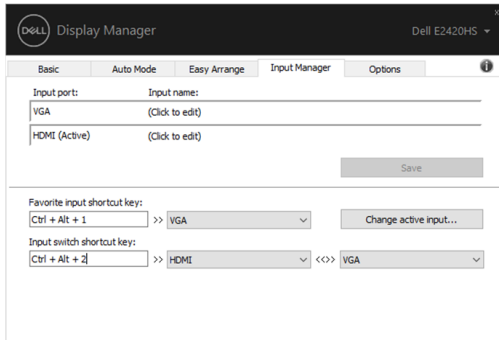 DELL Display Manager Dell E2420HS
Basic Auto Mode Easy Arrange Input Manager Options
Input port: Input name:
VGA (Click to edit)
HDMI (Active) (Click to edit)
Save
Favorite input shortcut key:
Ctrl + Alt + 1 >> VGA Change active input...
Input switch shortcut key:
Ctrl + Alt + 2 >> HDMI <<>> VGA